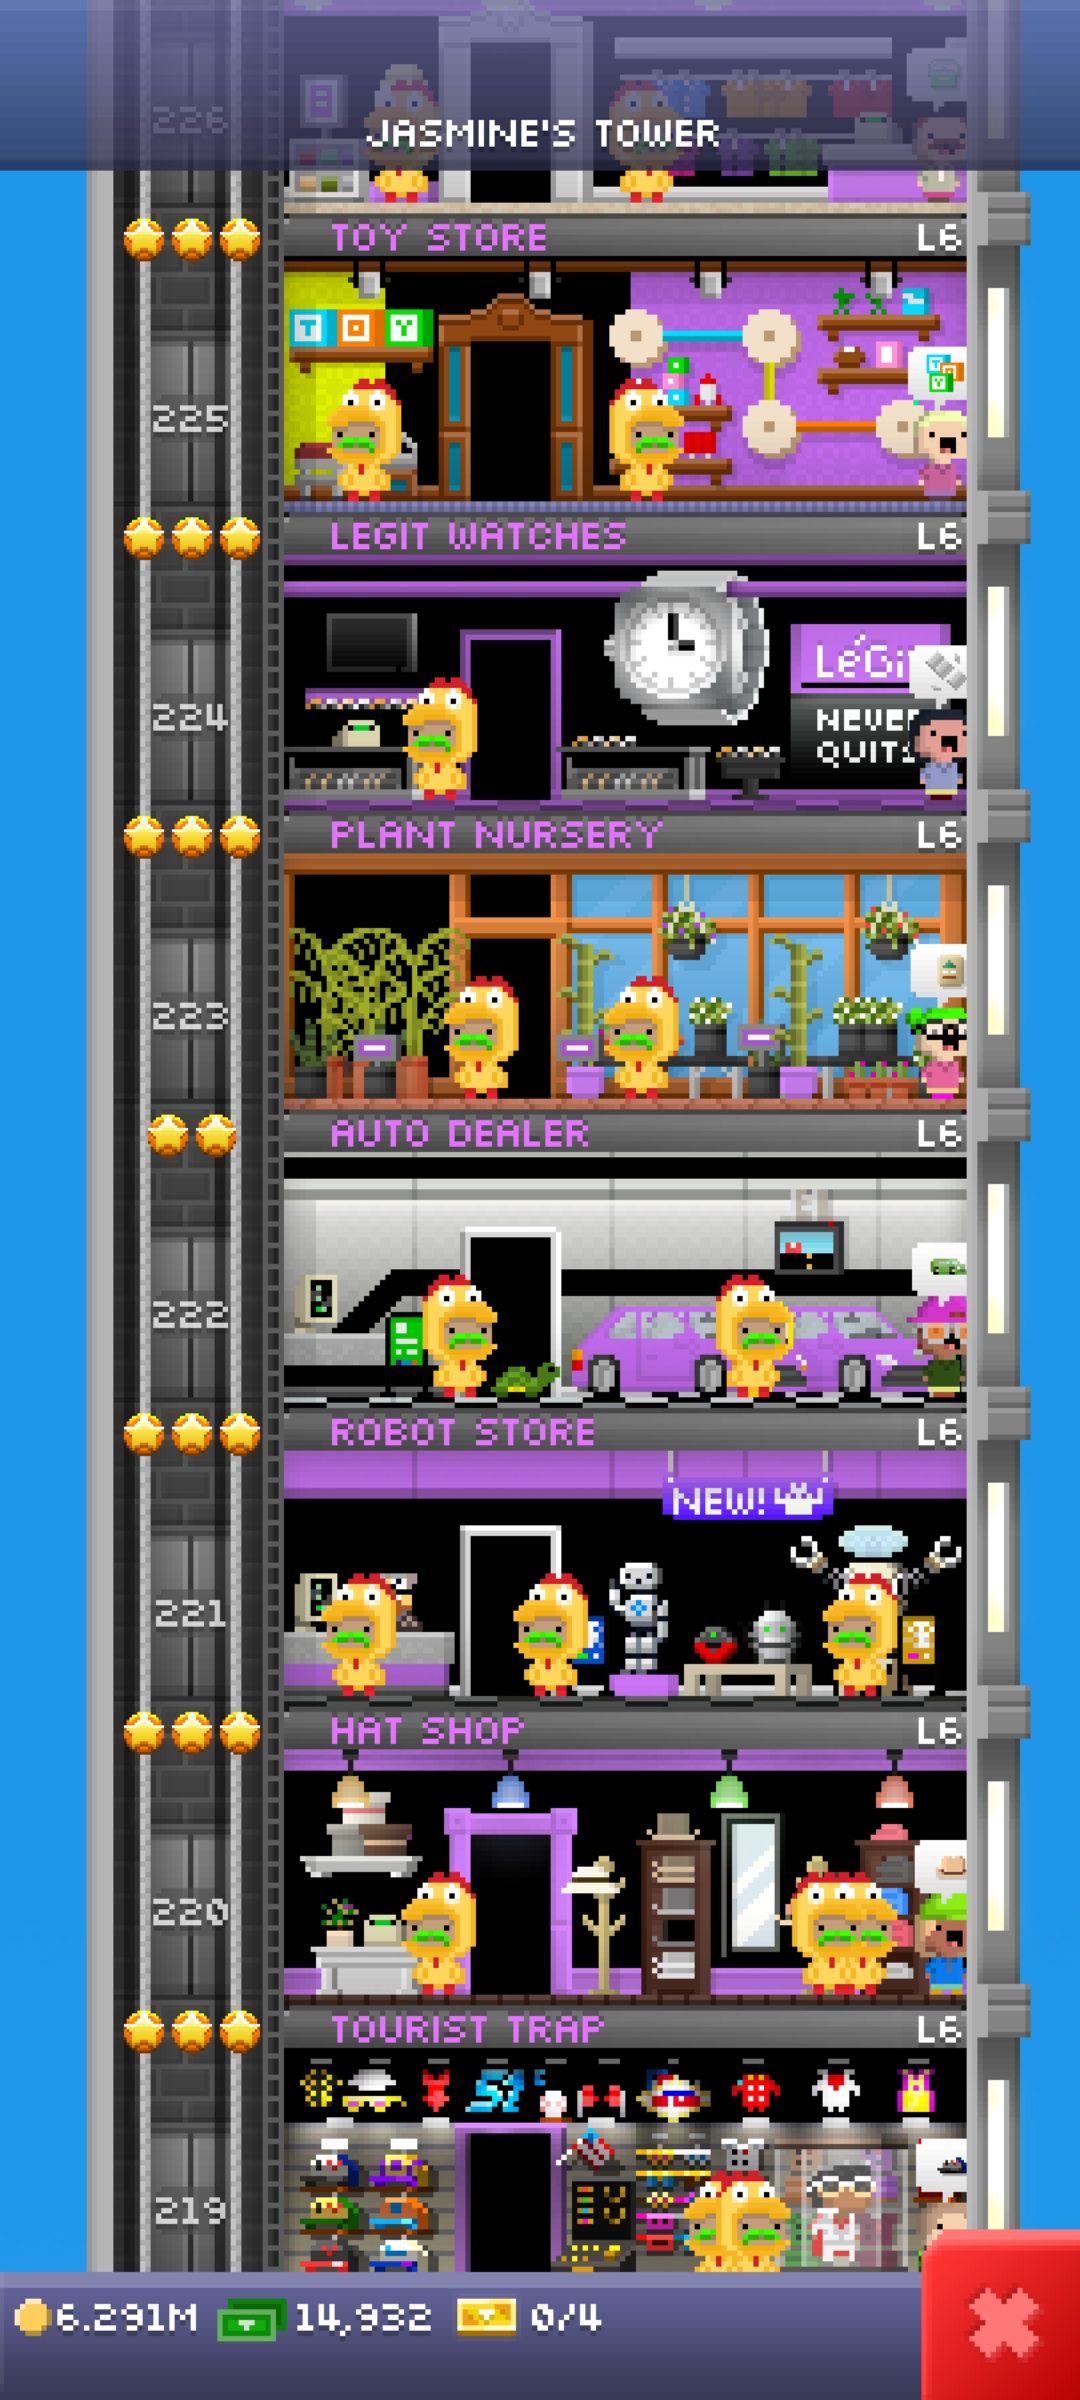 226
JASMINE'S TOWER
TOY STORE L6
TOY
225
LEGIT WATCHES L6
LéGi
224
NEVER
QUITS
PLANT NURSERY L6
223
AUTO DEALER L6
222
ROBOT STORE L6
NEW!
221
HAT SHOP L6
220
TOURIST TRAP L6
51
219
6.291M 14,932 0/4